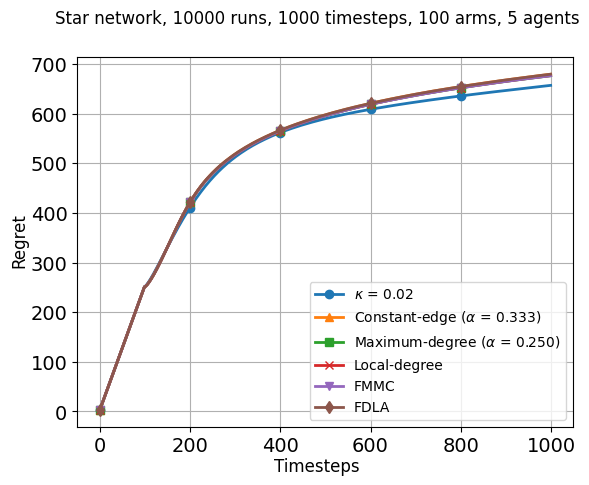 Star network, 10000 runs, 1000 timesteps, 100 arms, 5 agents
700
600
500
400
300
200
100
0
Regret
κ = 0.02
Constant-edge (α = 0.333)
Maximum-degree (α = 0.250)
Local-degree
FMMC
FDLA
0 200 400 600 800 1000
Timesteps